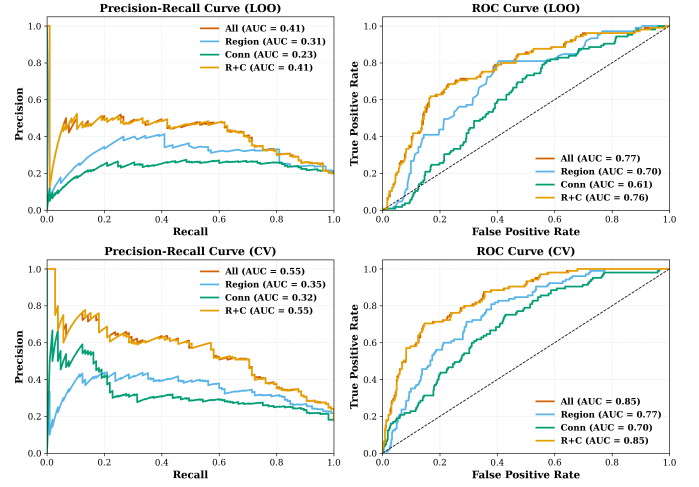 Precision-Recall Curve (LOO)
1.0
0.8
0.6
0.4
0.2
0.0
Precision
All (AUC = 0.41)
Region (AUC = 0.31)
Conn (AUC = 0.23)
R+C (AUC = 0.41)
0.0 0.2 0.4 0.6 0.8 1.0
Recall
ROC Curve (LOO)
1.0
0.8
0.6
0.4
0.2
0.0
True Positive Rate
All (AUC = 0.77)
Region (AUC = 0.70)
Conn (AUC = 0.61)
R+C (AUC = 0.76)
0.0 0.2 0.4 0.6 0.8 1.0
False Positive Rate
Precision-Recall Curve (CV)
1.0
0.8
0.6
0.4
0.2
0.0
Precision
All (AUC = 0.55)
Region (AUC = 0.35)
Conn (AUC = 0.32)
R+C (AUC = 0.55)
0.0 0.2 0.4 0.6 0.8 1.0
Recall
ROC Curve (CV)
1.0
0.8
0.6
0.4
0.2
0.0
True Positive Rate
All (AUC = 0.85)
Region (AUC = 0.77)
Conn (AUC = 0.70)
R+C (AUC = 0.85)
0.0 0.2 0.4 0.6 0.8 1.0
False Positive Rate